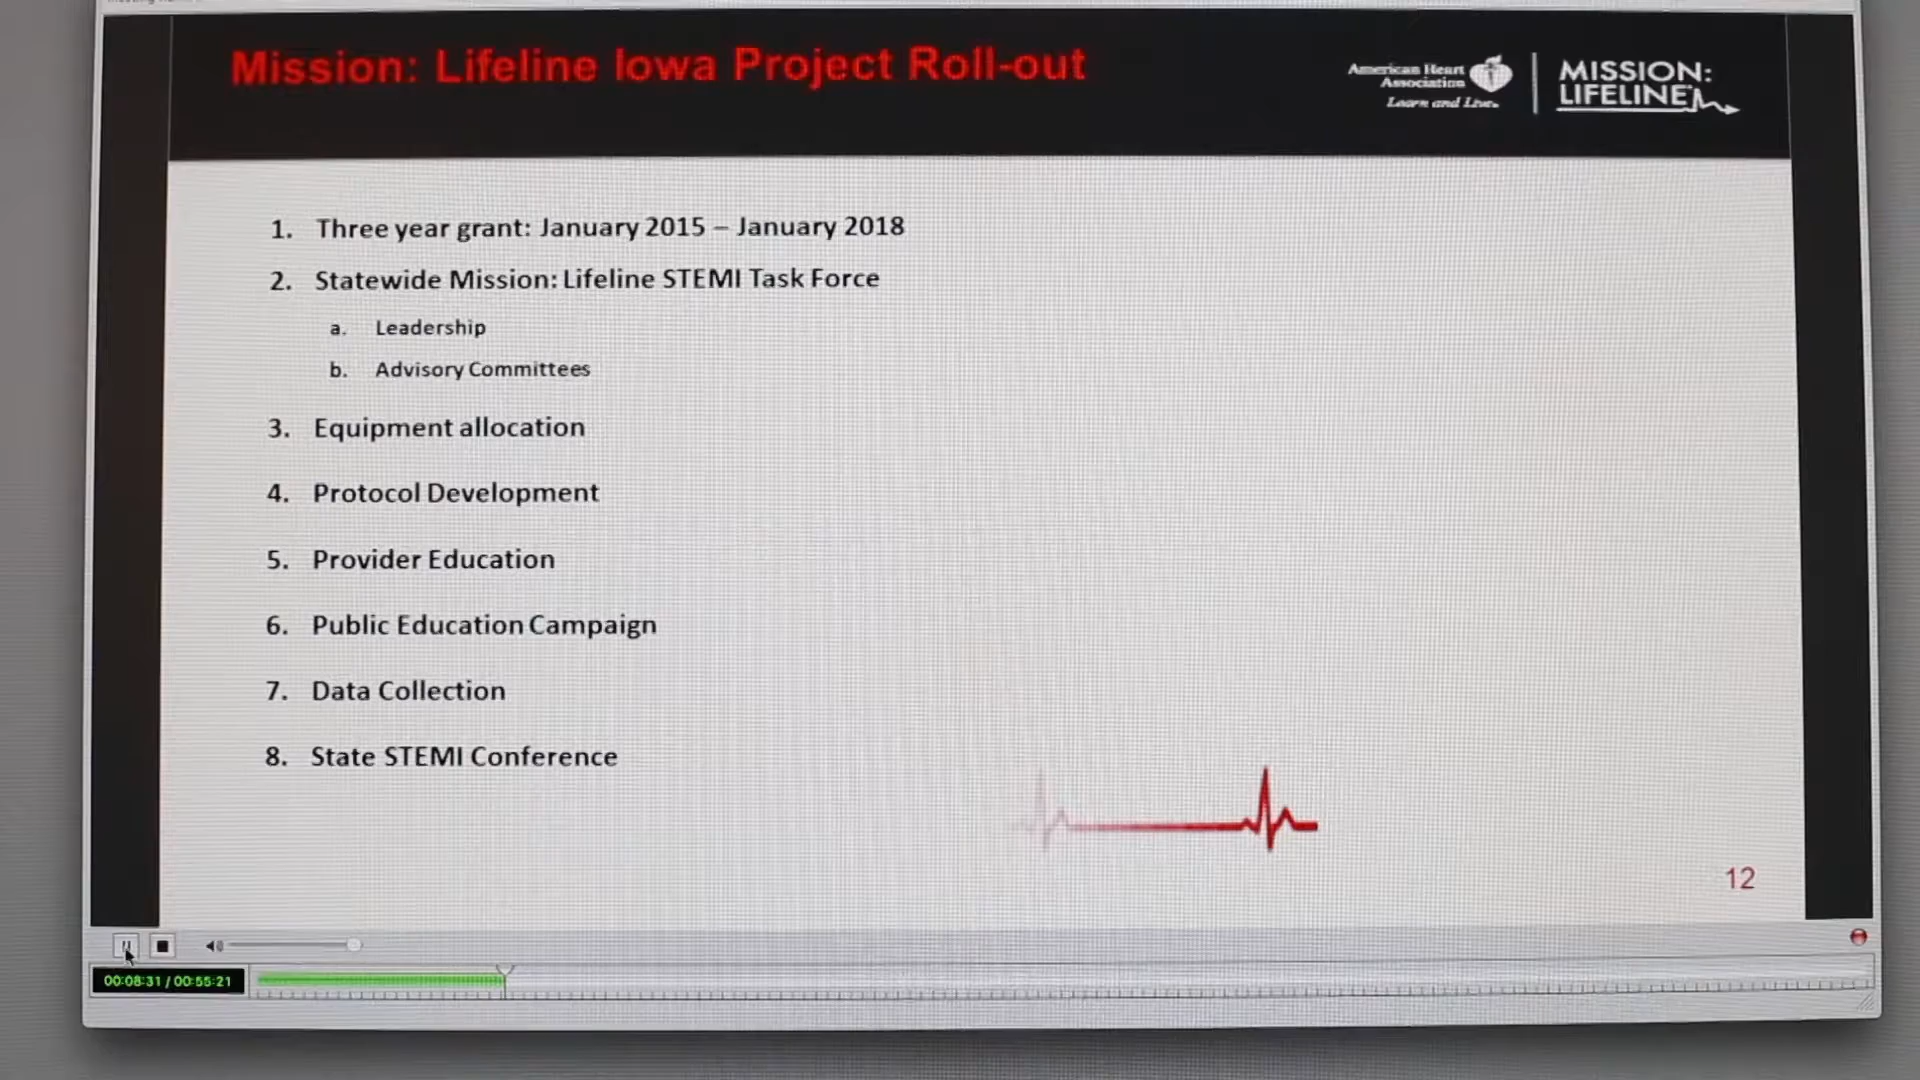 Mission: Lifeline Iowa Project Roll-out
American Heart
Association
Learn and Live.
MISSION:
LIFELINE
1. Three year grant: January 2015 – January 2018
2. Statewide Mission: Lifeline STEMI Task Force
a. Leadership
b. Advisory Committees
3. Equipment allocation
4. Protocol Development
5. Provider Education
6. Public Education Campaign
7. Data Collection
8. State STEMI Conference
12
00:08:31 / 00:55:21